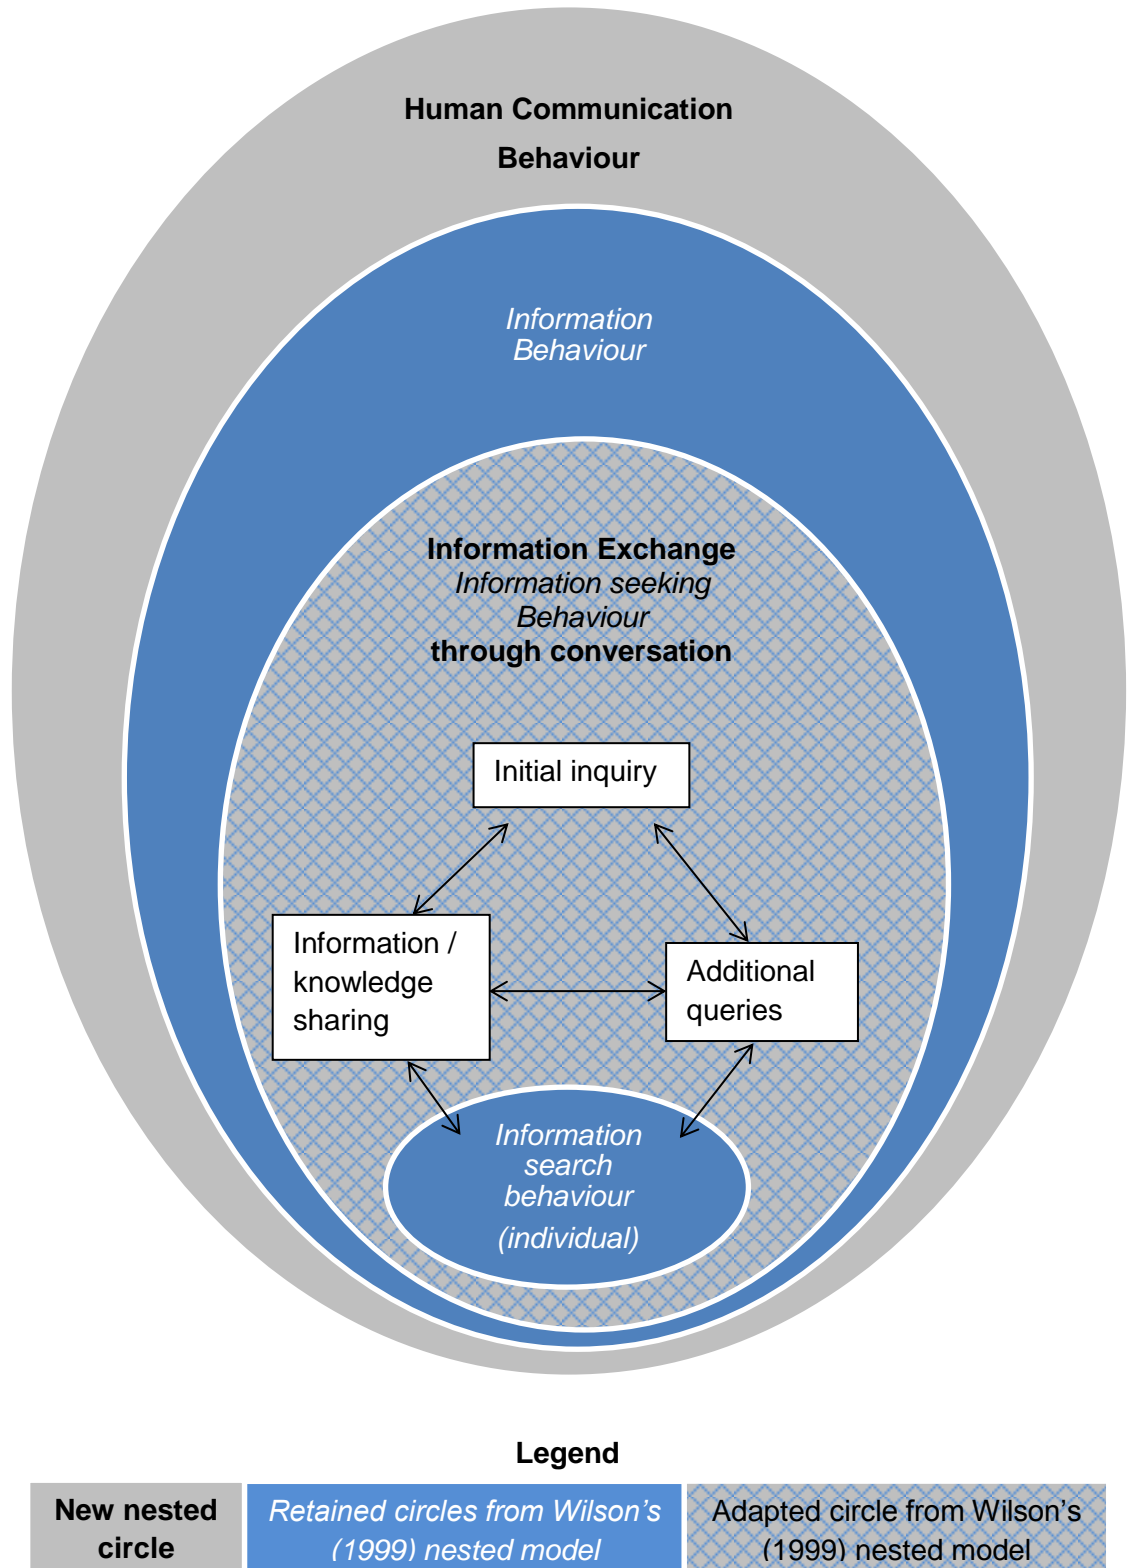 Human Communication
Behaviour
Information
Behaviour
Information Exchange
Information seeking
Behaviour
through conversation
Initial inquiry
Information /
knowledge
sharing
Additional
queries
Information
search
behaviour
(individual)
Legend
New nested
circle
Retained circles from Wilson’s
(1999) nested model
Adapted circle from Wilson’s
(1999) nested model